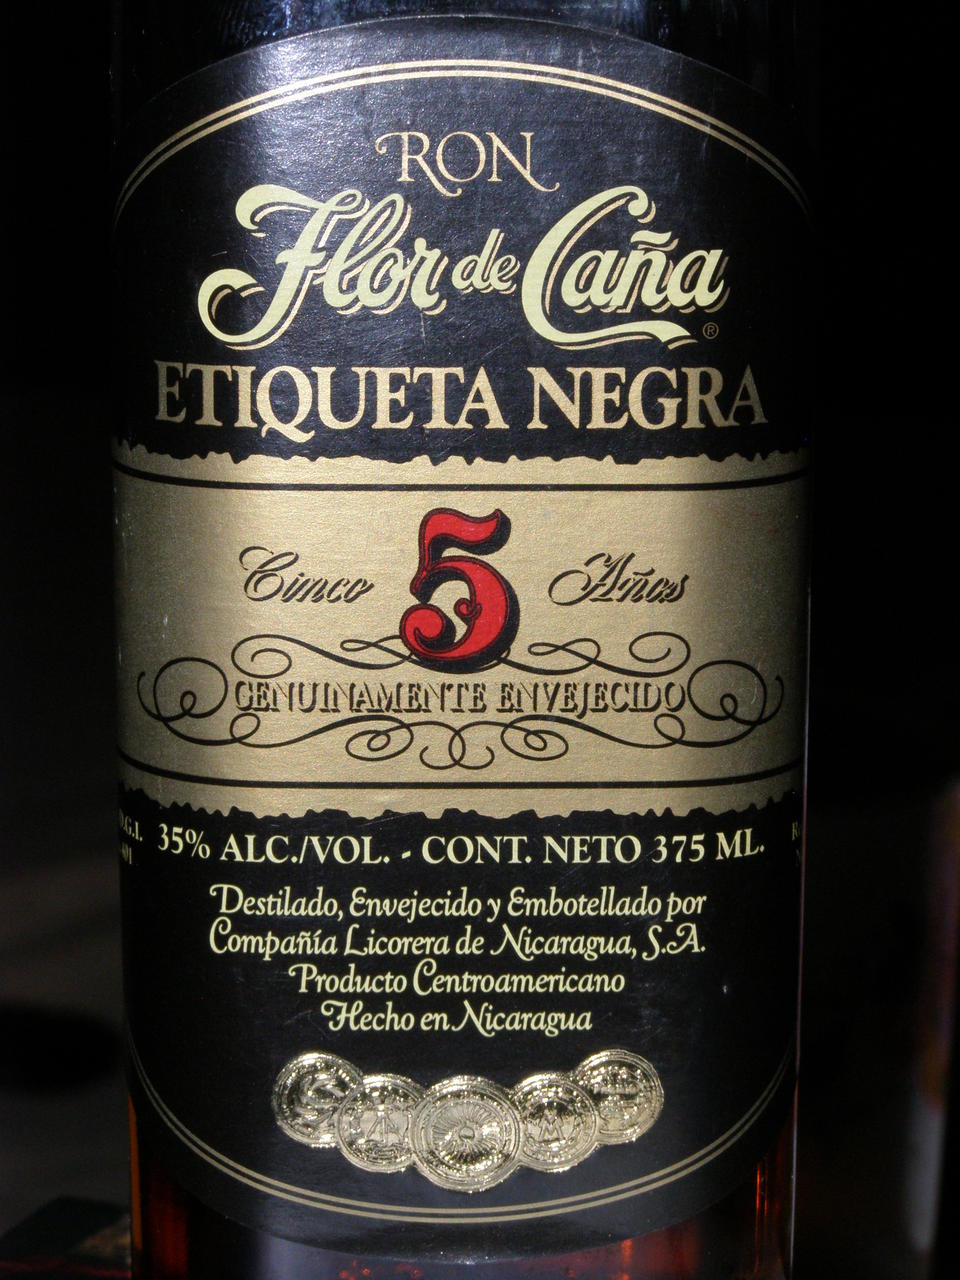 RON
Flor de Caña
®
ETIQUETA NEGRA
Cinco 5 Años
GENUINAMENTE ENVEJECIDO
35% ALC./VOL. - CONT. NETO 375 ML.
Destilado, Envejecido y Embotellado por
Compañía Licorera de Nicaragua, S.A.
Producto Centroamericano
Hecho en Nicaragua